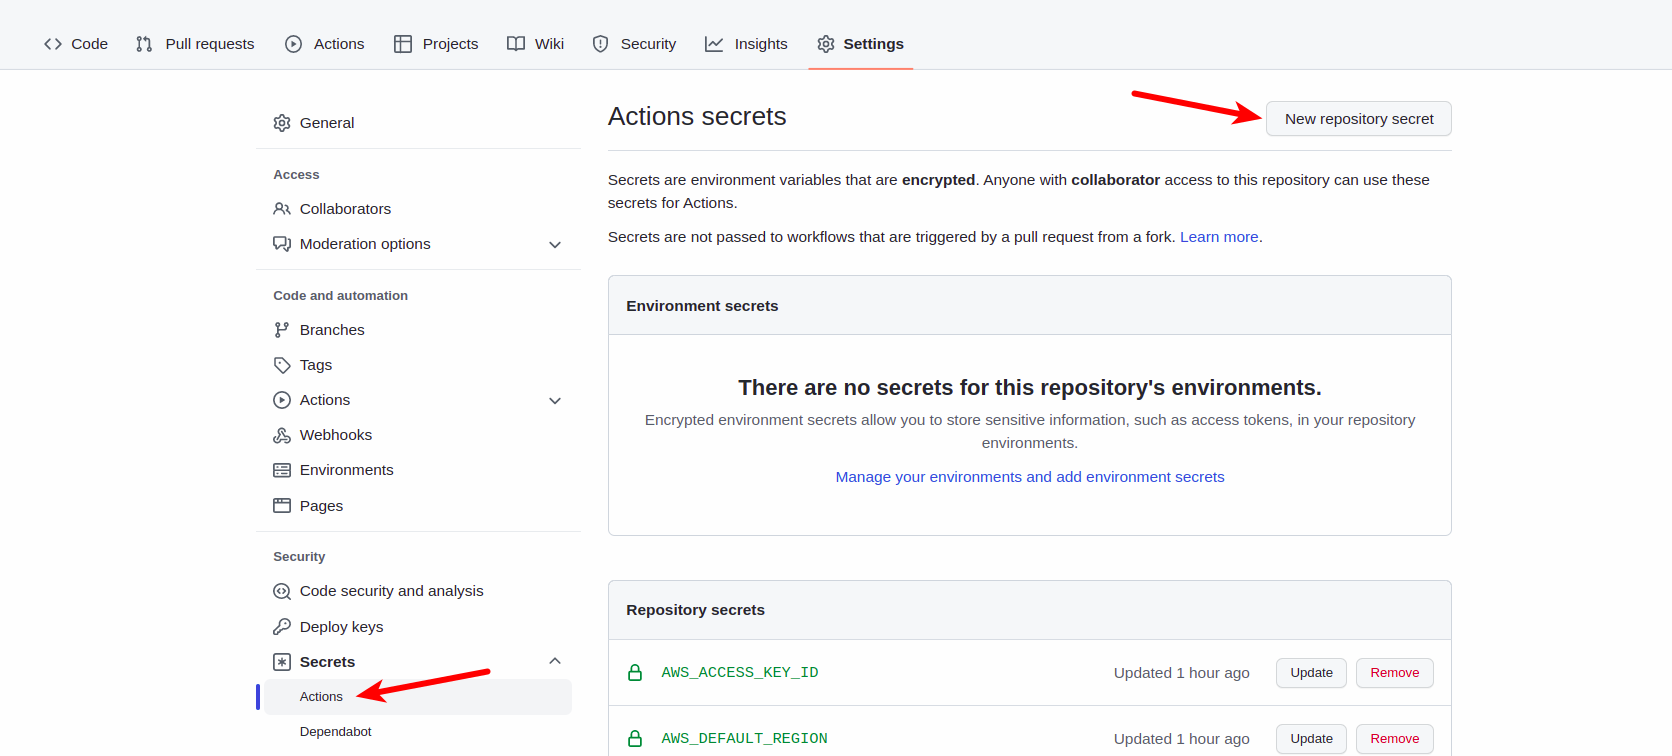 Code
Pull requests
Actions
Projects
Wiki
Security
Insights
Settings
General
Access
Collaborators
Moderation options
Code and automation
Branches
Tags
Actions
Webhooks
Environments
Pages
Security
Code security and analysis
Deploy keys
Secrets
Actions
Dependabot
Actions secrets
New repository secret
Secrets are environment variables that are encrypted. Anyone with collaborator access to this repository can use these
secrets for Actions.
Secrets are not passed to workflows that are triggered by a pull request from a fork. Learn more.
Environment secrets
There are no secrets for this repository's environments.
Encrypted environment secrets allow you to store sensitive information, such as access tokens, in your repository
environments.
Manage your environments and add environment secrets
Repository secrets
AWS_ACCESS_KEY_ID Updated 1 hour ago Update Remove
AWS_DEFAULT_REGION Updated 1 hour ago Update Remove